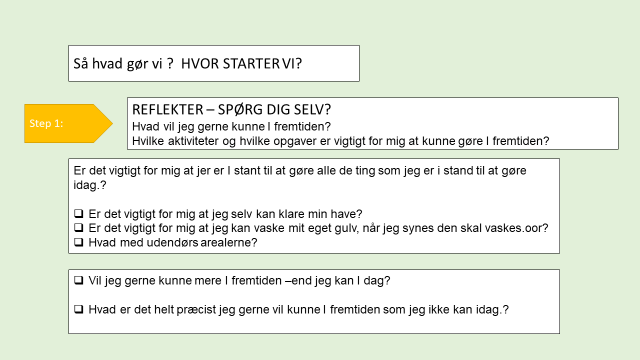 Så hvad gør vi ? HVOR STARTER VI?
Step 1:
REFLEKTER – SPØRG DIG SELV?
Hvad vil jeg gerne kunne I fremtiden?
Hvilke aktiviteter og hvilke opgaver er vigtigt for mig at kunne gøre I fremtiden?
Er det vigtigt for mig at jer er I stant til at gøre alle de ting som jeg er i stand til at gøre
idag.?
❑ Er det vigtigt for mig at jeg selv kan klare min have?
❑ Er det vigtigt for mig at jeg kan vaske mit eget gulv, når jeg synes den skal vaskes.oor?
❑ Hvad med udendørs arealerne?
❑ Vil jeg gerne kunne mere I fremtiden –end jeg kan I dag?
❑ Hvad er det helt præcist jeg gerne vil kunne I fremtiden som jeg ikke kan idag.?